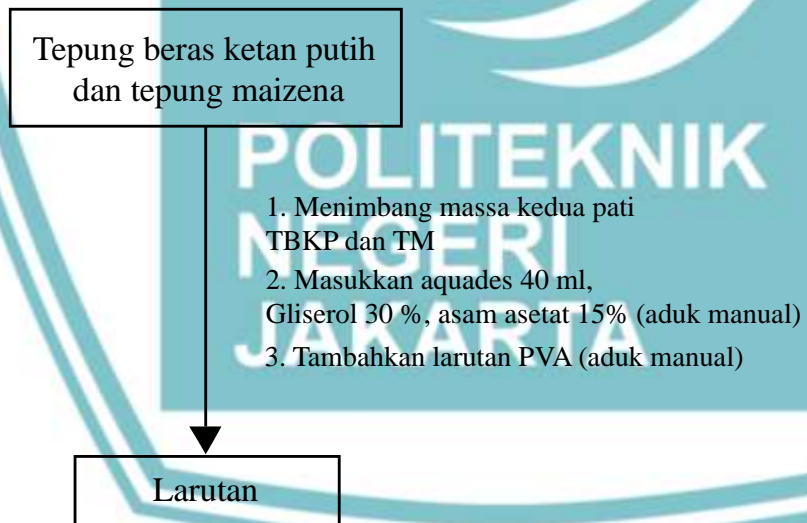 Tepung beras ketan putih
dan tepung maizena
POLITEKNIK
NEGERI
JAKARTA
1. Menimbang massa kedua pati
TBKP dan TM
2. Masukkan aquades 40 ml,
Gliserol 30 %, asam asetat 15% (aduk manual)
3. Tambahkan larutan PVA (aduk manual)
Larutan